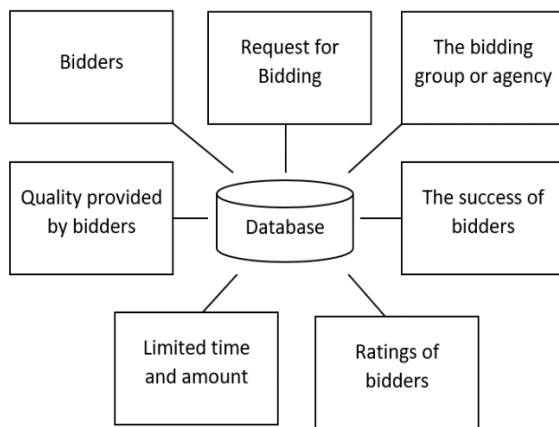 Bidders
Request for
Bidding
The bidding
group or agency
Quality provided
by bidders
Database
The success of
bidders
Limited time
and amount
Ratings of
bidders